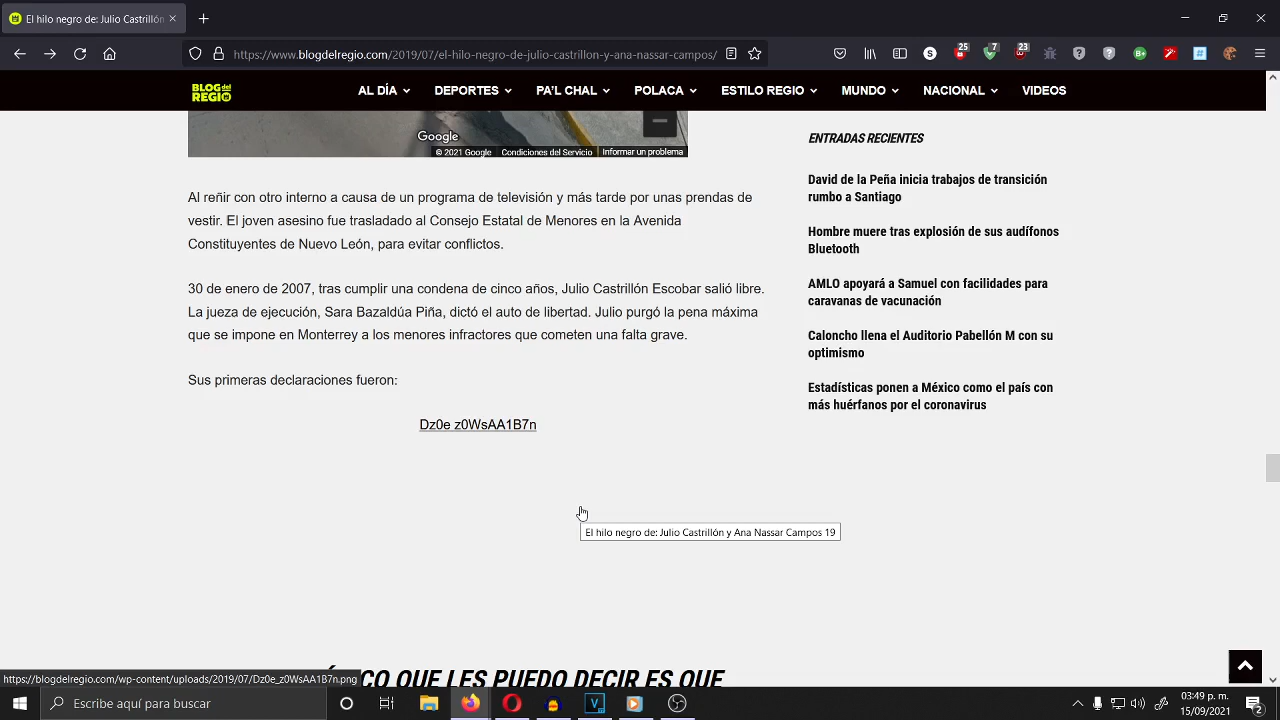 El hilo negro de: Julio Castrillón
https://www.blogdelregio.com/2019/07/el-hilo-negro-de-julio-castrillon-y-ana-nassar-campos/
S
25
7
23
B+
#
BLOG del REGIO
AL DÍA
DEPORTES
PA'L CHAL
POLACA
ESTILO REGIO
MUNDO
NACIONAL
VIDEOS
Google
© 2021 Google
Condiciones del Servicio
Informar un problema
Al reñir con otro interno a causa de un programa de televisión y más tarde por unas prendas de
vestir. El joven asesino fue trasladado al Consejo Estatal de Menores en la Avenida
Constituyentes de Nuevo León, para evitar conflictos.
30 de enero de 2007, tras cumplir una condena de cinco años, Julio Castrillón Escobar salió libre.
La jueza de ejecución, Sara Bazaldúa Piña, dictó el auto de libertad. Julio purgó la pena máxima
que se impone en Monterrey a los menores infractores que cometen una falta grave.
Sus primeras declaraciones fueron:
Dz0e z0WsAA1B7n
El hilo negro de: Julio Castrillón y Ana Nassar Campos 19
CO QUE LES PUEDO DECIR ES QUE
ENTRADAS RECIENTES
David de la Peña inicia trabajos de transición
rumbo a Santiago
Hombre muere tras explosión de sus audífonos
Bluetooth
AMLO apoyará a Samuel con facilidades para
caravanas de vacunación
Caloncho llena el Auditorio Pabellón M con su
optimismo
Estadísticas ponen a México como el país con
más huérfanos por el coronavirus
https://blogdelregio.com/wp-content/uploads/2019/07/Dz0e_z0WsAA1B7n.png
Escribe aquí para buscar
03:49 p. m.
15/09/2021
2